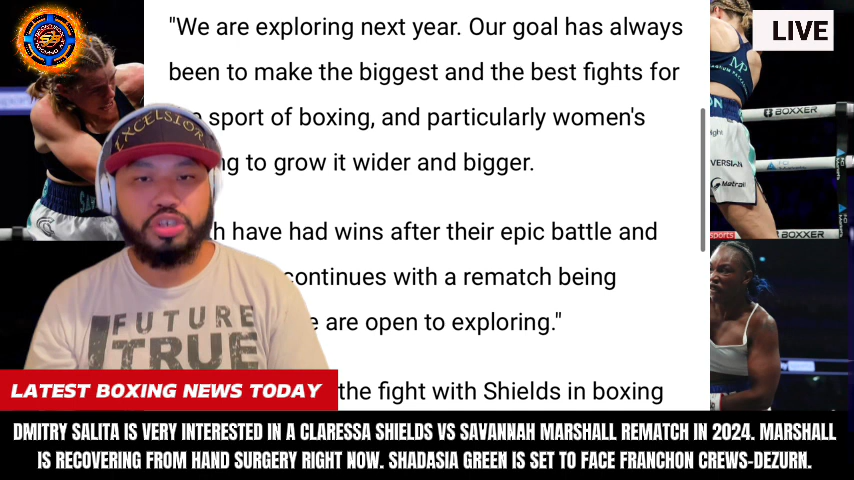 "We are exploring next year. Our goal has always
LIVE
been to make the biggest and the best fights for
sport of boxing, and particularly women's
to grow it wider and bigger.
EXCELSIOR
have had wins after their epic battle and
continues with a rematch being
are open to exploring."
FUTURE
TRUE
the fight with Shields in boxing
LATEST BOXING NEWS TODAY
BOXXER
VERSIAN
Metrail
sports
BOXXER
DMITRY SALITA IS VERY INTERESTED IN A CLARESSA SHIELDS VS SAVANNAH MARSHALL REMATCH IN 2024. MARSHALL
IS RECOVERING FROM HAND SURGERY RIGHT NOW. SHADASIA GREEN IS SET TO FACE FRANCHON CREWS-DEZURN.